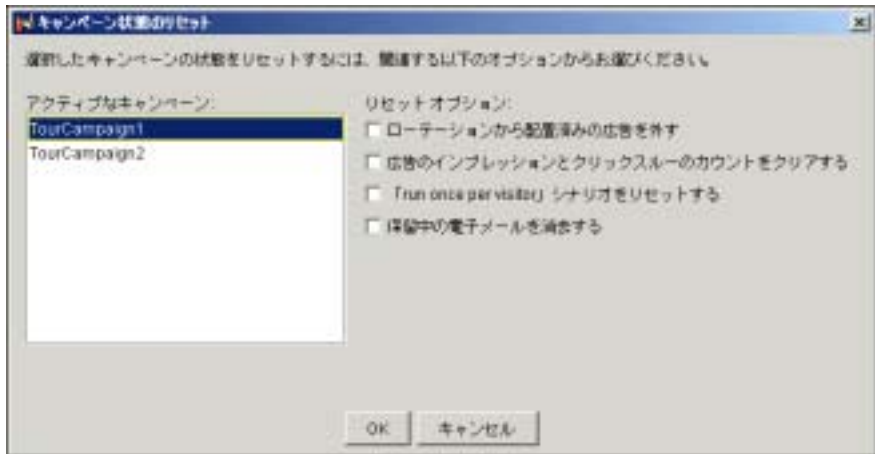 キャンペーン状態のリセット
選択したキャンペーンの状態をリセットするには、関連する以下のオプションからお選びください。
アクティブなキャンペーン:
TourCampaign1
TourCampaign2
リセットオプション:
ローテーションから配置済みの広告を外す
広告のインプレッションとクリックスルーのカウントをクリアする
「run once per visitor」シナリオをリセットする
保留中の電子メールを消去する
OK
キャンセル